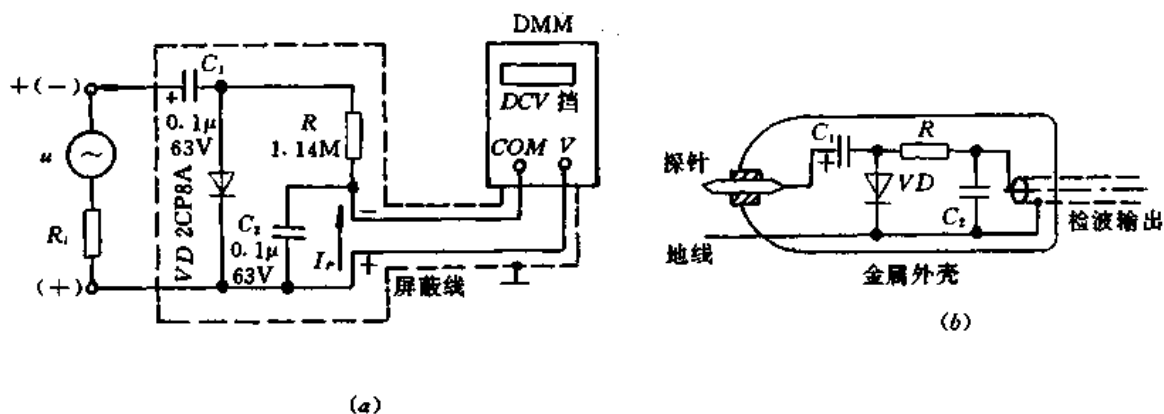 DMM
DCV 挡
COM V
+(-)
C₁
+
0.1μ
63V
R
1.14M
u
VD 2CP8A
C₂
0.1μ
63V
−
Iᵣ
+
Rᵢ
(+)
屏蔽线
(a)
探针
C₁
+
R
VD
C₂
检波输出
地线
金属外壳
(b)